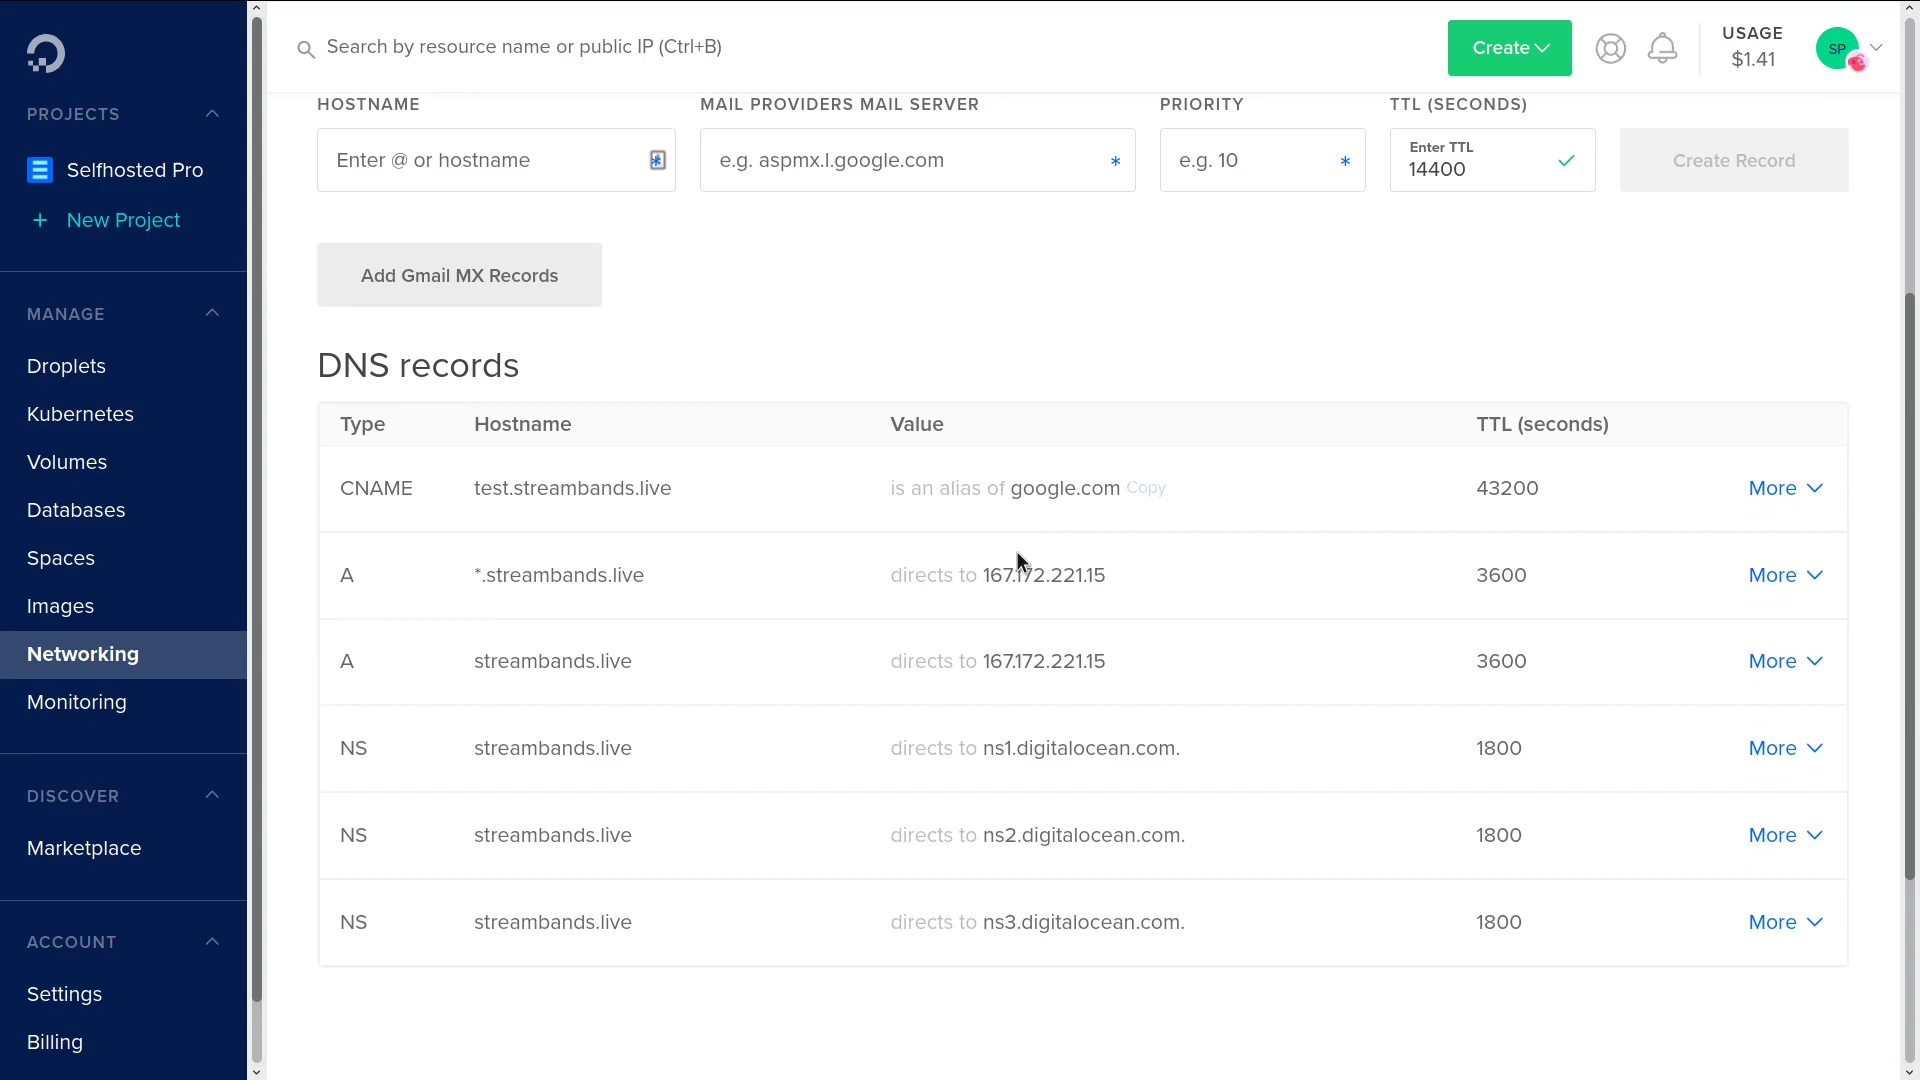 Search by resource name or public IP (Ctrl+B)
Create
USAGE
$1.41
SP
PROJECTS
Selfhosted Pro
+ New Project
MANAGE
Droplets
Kubernetes
Volumes
Databases
Spaces
Images
Networking
Monitoring
DISCOVER
Marketplace
ACCOUNT
Settings
Billing
HOSTNAME MAIL PROVIDERS MAIL SERVER PRIORITY TTL (SECONDS)
Enter @ or hostname * e.g. aspmx.l.google.com * e.g. 10 * Enter TTL
14400
Create Record
Add Gmail MX Records
DNS records
Type Hostname Value TTL (seconds)
CNAME test.streambands.live is an alias of google.com Copy 43200 More
A *.streambands.live directs to 167.172.221.15 3600 More
A streambands.live directs to 167.172.221.15 3600 More
NS streambands.live directs to ns1.digitalocean.com. 1800 More
NS streambands.live directs to ns2.digitalocean.com. 1800 More
NS streambands.live directs to ns3.digitalocean.com. 1800 More